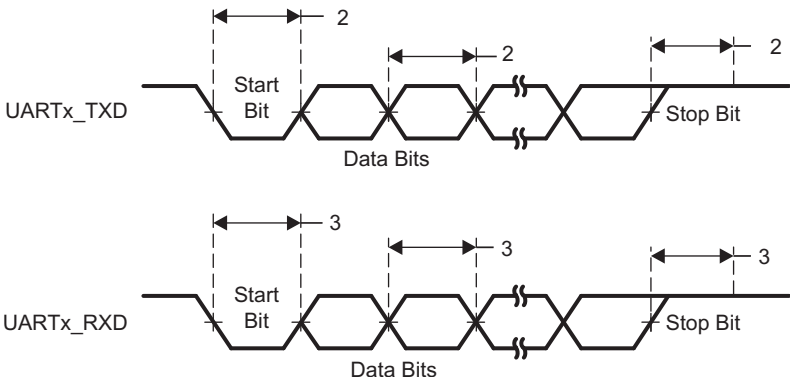 2
2
2
UARTx_TXD
Start
Bit
Stop Bit
Data Bits
3
3
3
UARTx_RXD
Start
Bit
Stop Bit
Data Bits